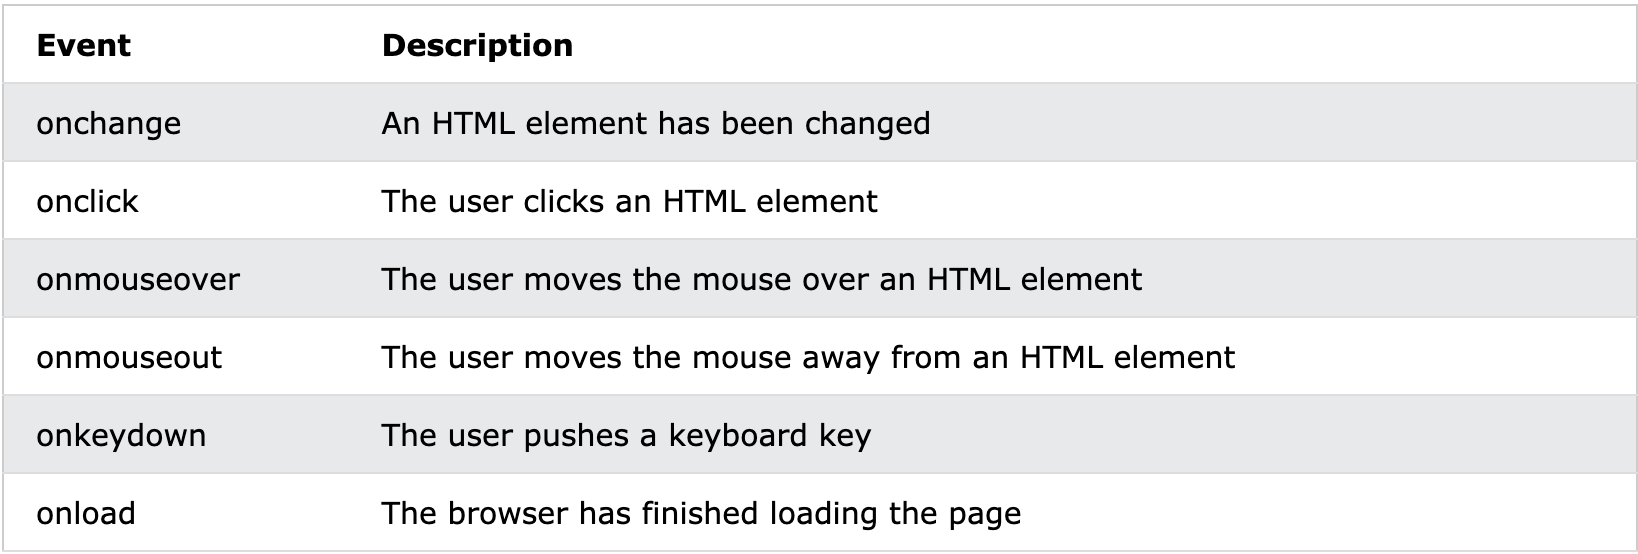 Event Description
onchange An HTML element has been changed
onclick The user clicks an HTML element
onmouseover The user moves the mouse over an HTML element
onmouseout The user moves the mouse away from an HTML element
onkeydown The user pushes a keyboard key
onload The browser has finished loading the page